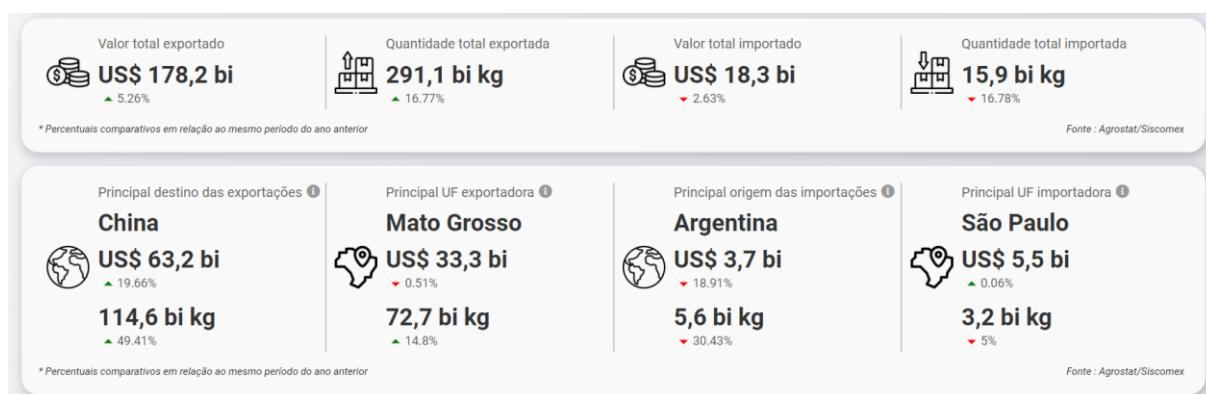 Valor total exportado
US$ 178,2 bi
5.26%
Quantidade total exportada
291,1 bi kg
16.77%
Valor total importado
US$ 18,3 bi
2.63%
Quantidade total importada
15,9 bi kg
16.78%
* Percentuais comparativos em relação ao mesmo período do ano anterior
Fonte : Agrostat/Siscomex
Principal destino das exportações
China
US$ 63,2 bi
19.66%
114,6 bi kg
49.41%
Principal UF exportadora
Mato Grosso
US$ 33,3 bi
0.51%
72,7 bi kg
14.8%
Principal origem das importações
Argentina
US$ 3,7 bi
18.91%
5,6 bi kg
30.43%
Principal UF importadora
São Paulo
US$ 5,5 bi
0.06%
3,2 bi kg
5%
* Percentuais comparativos em relação ao mesmo período do ano anterior
Fonte : Agrostat/Siscomex